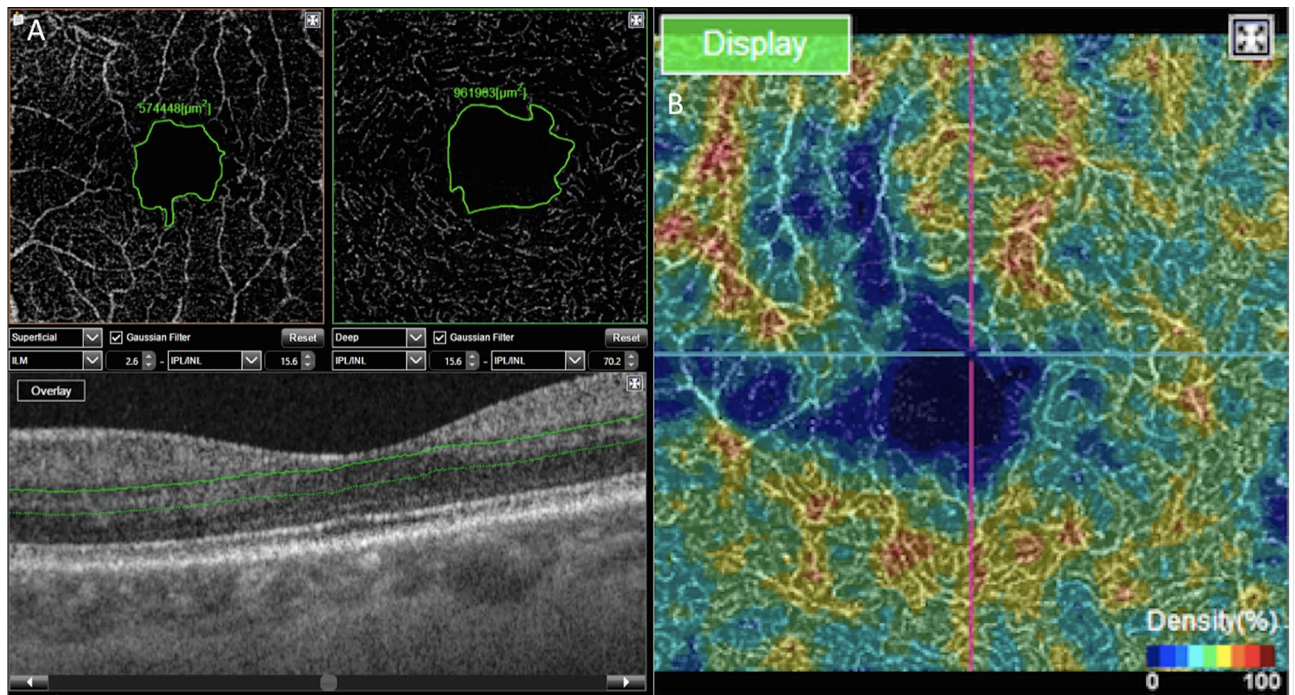 A
574448[μm²]
961983[μm²]
Superficial
Gaussian Filter
Reset
ILM
2.6
–
IPL/INL
15.6
Deep
Gaussian Filter
Reset
IPL/INL
15.6
–
IPL/INL
70.2
Overlay
Display
B
Density(%)
0
100